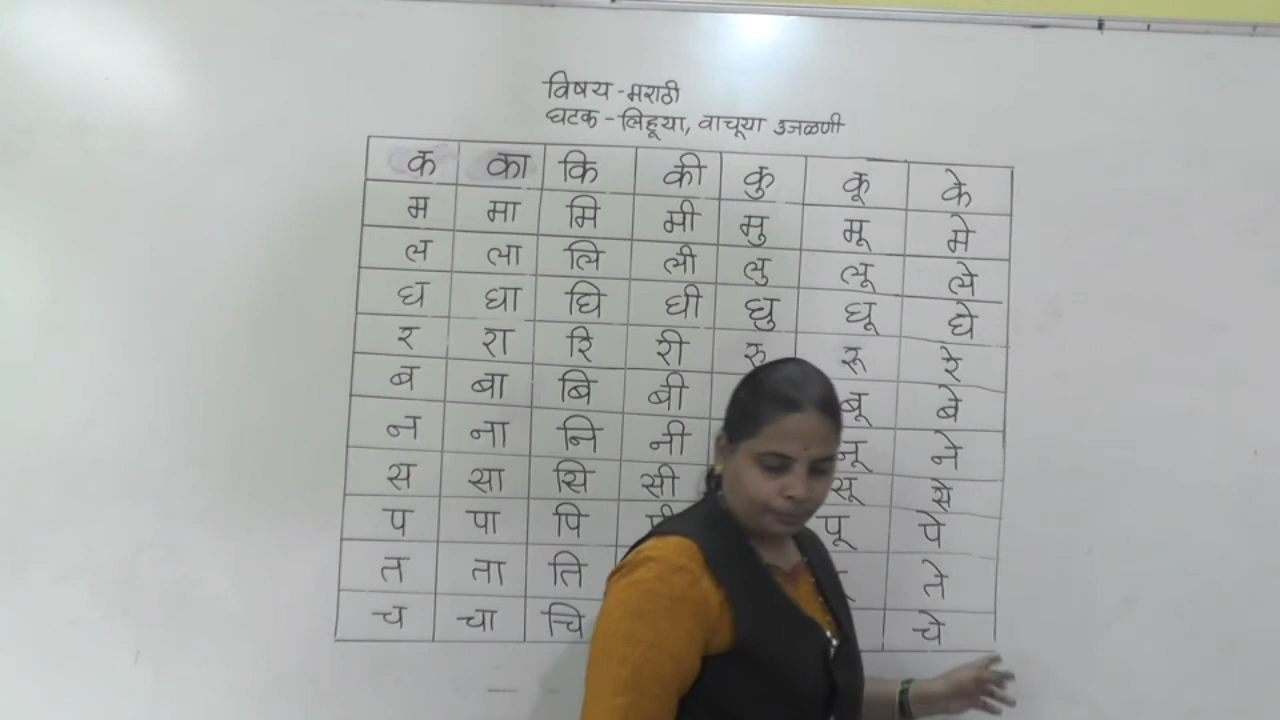 विषय - मराठी
घटक - लिहूया, वाचूया उजळणी
क का कि की कु कू के
म मा मि मी मु मू मे
ल ला लि ली लु लू ले
घ घा घि घी घु घू घे
र रा रि री रु रू रे
ब बा बि बी बू बे
न ना नि नी नू ने
स सा सि सी सू से
प पा पि पू पे
त ता ति ते
च चा चि चे